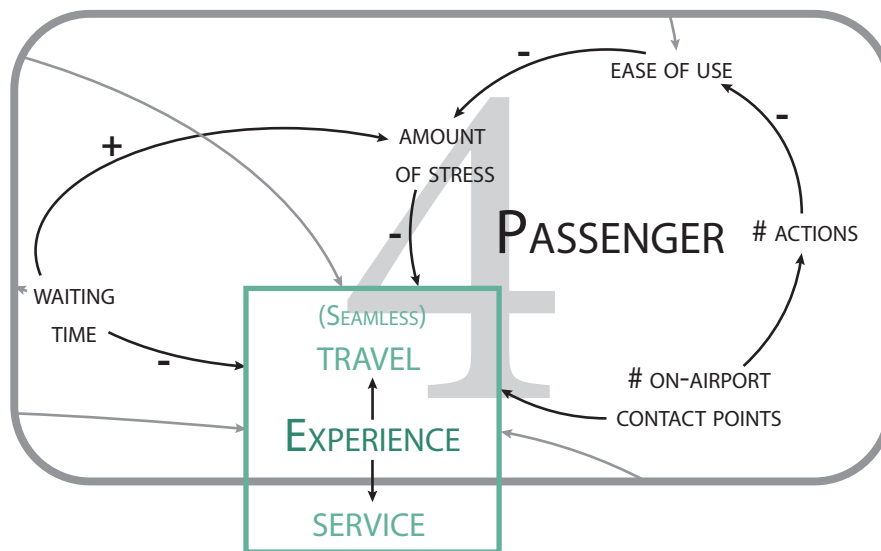 -
EASE OF USE
-
+
AMOUNT
OF STRESS
4
-
PASSENGER
# ACTIONS
WAITING
TIME
-
(SEAMLESS)
TRAVEL
# ON-AIRPORT
CONTACT POINTS
EXPERIENCE
SERVICE